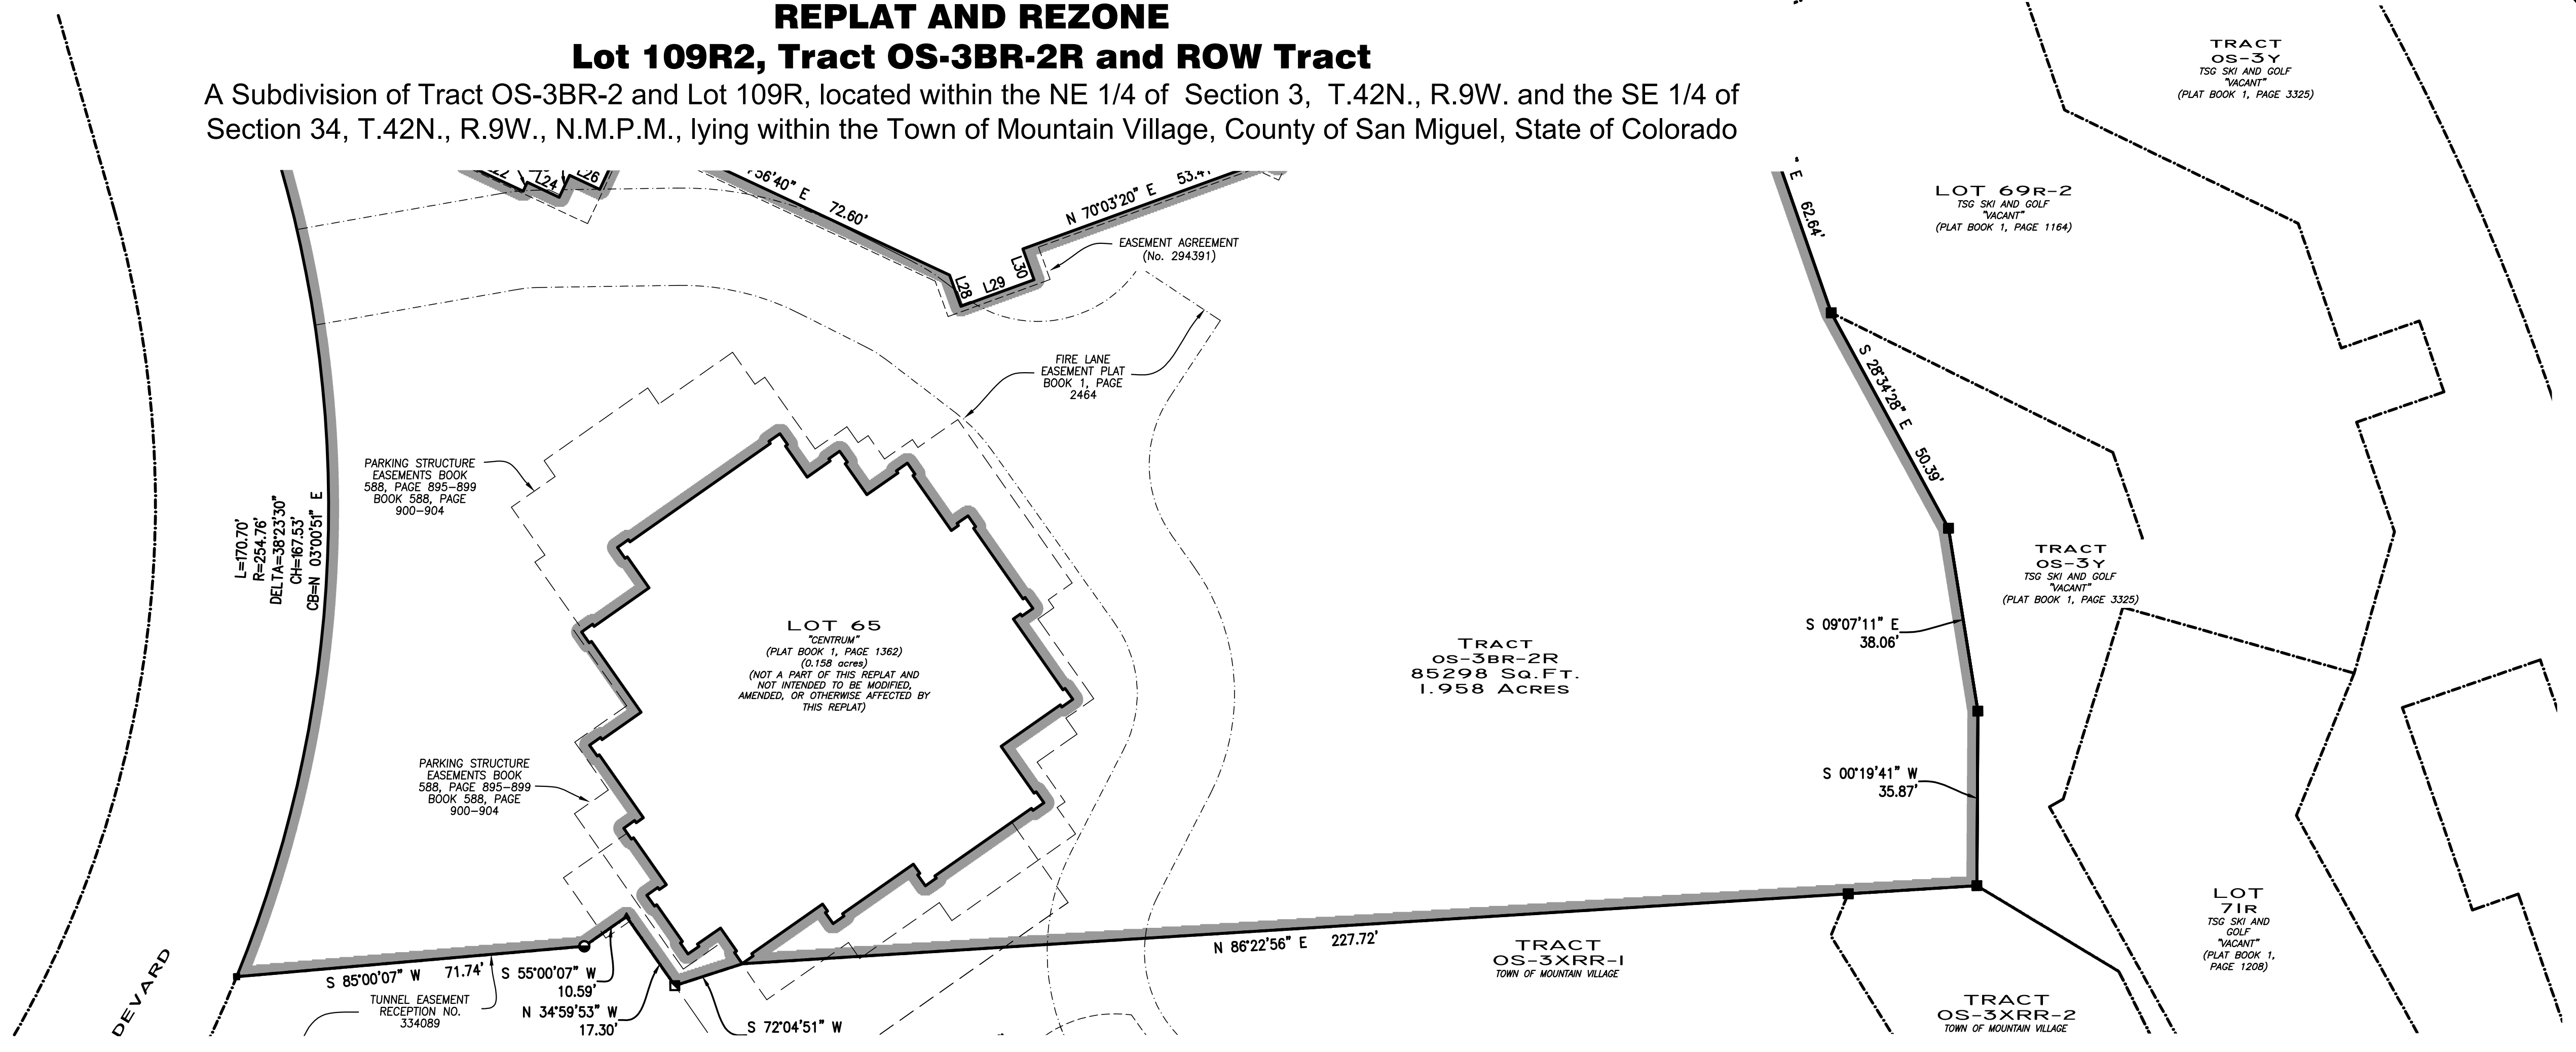 REPLAT AND REZONE
Lot 109R2, Tract OS-3BR-2R and ROW Tract
A Subdivision of Tract OS-3BR-2 and Lot 109R, located within the NE 1/4 of Section 3, T.42N., R.9W. and the SE 1/4 of
Section 34, T.42N., R.9W., N.M.P.M., lying within the Town of Mountain Village, County of San Miguel, State of Colorado
TRACT
OS-3Y
TSG SKI AND GOLF
"VACANT"
(PLAT BOOK 1, PAGE 3325)
L24
L26
56'40" E
72.60'
N 70°03'20" E
EASEMENT AGREEMENT
(No. 294391)
L28
L29
L30
E
62.64'
LOT 69R-2
TSG SKI AND GOLF
"VACANT"
(PLAT BOOK 1, PAGE 1164)
FIRE LANE
EASEMENT PLAT
BOOK 1, PAGE
2464
S 28°34'28" E
50.39'
PARKING STRUCTURE
EASEMENTS BOOK
588, PAGE 895-899
BOOK 588, PAGE
900-904
L=170.70'
R=254.76'
DELTA=38°23'30"
CH=167.53'
CB=N 03°00'51" E
LOT 65
"CENTRUM"
(PLAT BOOK 1, PAGE 1362)
(0.158 acres)
(NOT A PART OF THIS REPLAT AND
NOT INTENDED TO BE MODIFIED,
AMENDED, OR OTHERWISE AFFECTED BY
THIS REPLAT)
TRACT
OS-3BR-2R
85298 SQ.FT.
1.958 ACRES
TRACT
OS-3Y
TSG SKI AND GOLF
"VACANT"
(PLAT BOOK 1, PAGE 3325)
S 09°07'11" E
38.06'
S 00°19'41" W
35.87'
PARKING STRUCTURE
EASEMENTS BOOK
588, PAGE 895-899
BOOK 588, PAGE
900-904
LOT
71R
TSG SKI AND
GOLF
"VACANT"
(PLAT BOOK 1,
PAGE 1208)
N 86°22'56" E 227.72'
TRACT
OS-3XRR-1
TOWN OF MOUNTAIN VILLAGE
S 85°00'07" W 71.74'
S 55°00'07" W
10.59'
N 34°59'53" W
17.30'
S 72°04'51" W
TUNNEL EASEMENT
RECEPTION NO.
334089
TRACT
OS-3XRR-2
TOWN OF MOUNTAIN VILLAGE
DEVARD